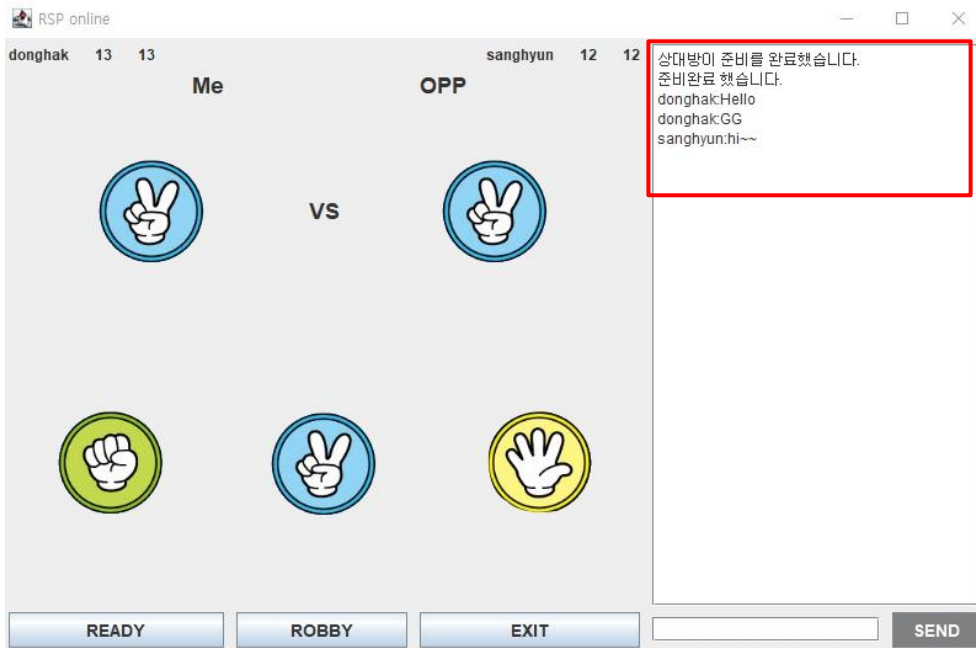 RSP online
donghak 13 13
sanghyun 12 12
Me
OPP
VS
READY
ROBBY
EXIT
상대방이 준비를 완료했습니다.
준비완료 했습니다.
donghak:Hello
donghak:GG
sanghyun:hi~~
SEND